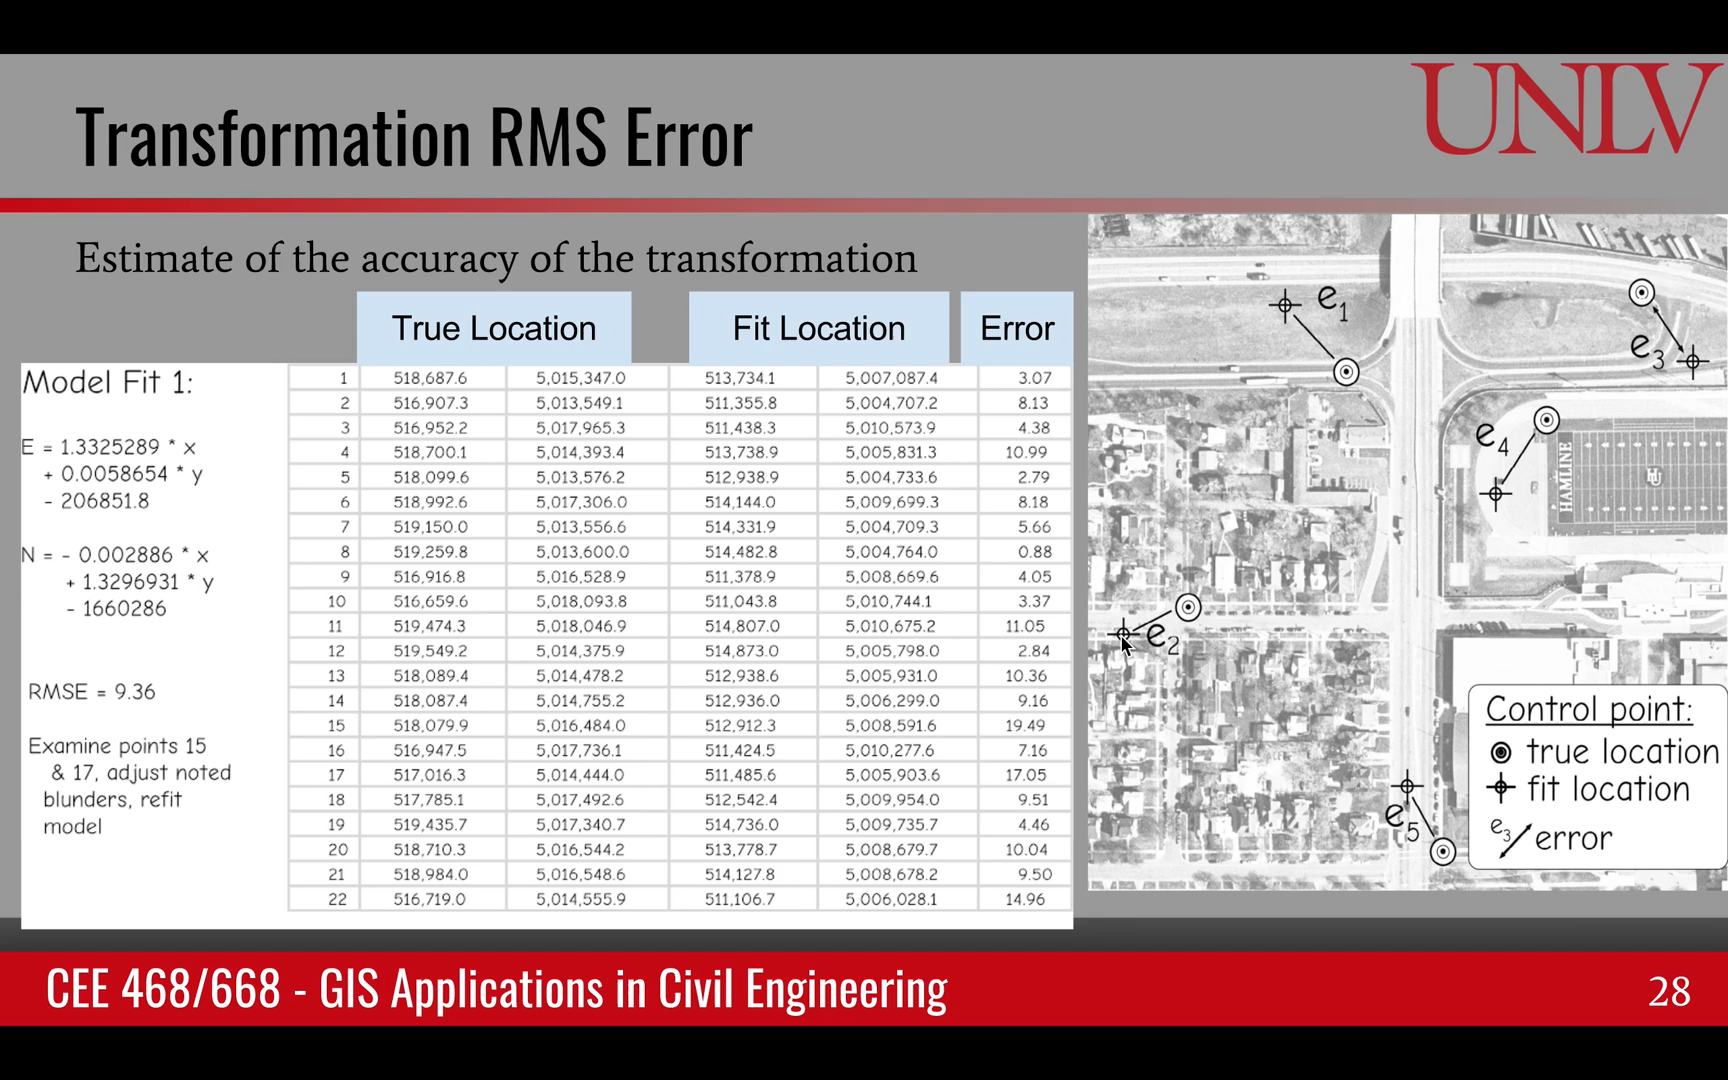 UNLV
Transformation RMS Error
Estimate of the accuracy of the transformation
True Location Fit Location Error
Model Fit 1:
E = 1.3325289 * x
+ 0.0058654 * y
- 206851.8
N = - 0.002886 * x
+ 1.3296931 * y
- 1660286
RMSE = 9.36
Examine points 15
& 17, adjust noted
blunders, refit
model
1 518,687.6 5,015,347.0 513,734.1 5,007,087.4 3.07
2 516,907.3 5,013,549.1 511,355.8 5,004,707.2 8.13
3 516,952.2 5,017,965.3 511,438.3 5,010,573.9 4.38
4 518,700.1 5,014,393.4 513,738.9 5,005,831.3 10.99
5 518,099.6 5,013,576.2 512,938.9 5,004,733.6 2.79
6 518,992.6 5,017,306.0 514,144.0 5,009,699.3 8.18
7 519,150.0 5,013,556.6 514,331.9 5,004,709.3 5.66
8 519,259.8 5,013,600.0 514,482.8 5,004,764.0 0.88
9 516,916.8 5,016,528.9 511,378.9 5,008,669.6 4.05
10 516,659.6 5,018,093.8 511,043.8 5,010,744.1 3.37
11 519,474.3 5,018,046.9 514,807.0 5,010,675.2 11.05
12 519,549.2 5,014,375.9 514,873.0 5,005,798.0 2.84
13 518,089.4 5,014,478.2 512,938.6 5,005,931.0 10.36
14 518,087.4 5,014,755.2 512,936.0 5,006,299.0 9.16
15 518,079.9 5,016,484.0 512,912.3 5,008,591.6 19.49
16 516,947.5 5,017,736.1 511,424.5 5,010,277.6 7.16
17 517,016.3 5,014,444.0 511,485.6 5,005,903.6 17.05
18 517,785.1 5,017,492.6 512,542.4 5,009,954.0 9.51
19 519,435.7 5,017,340.7 514,736.0 5,009,735.7 4.46
20 518,710.3 5,016,544.2 513,778.7 5,008,679.7 10.04
21 518,984.0 5,016,548.6 514,127.8 5,008,678.2 9.50
22 516,719.0 5,014,555.9 511,106.7 5,006,028.1 14.96
e1
e3
e4
HAMLINE
HU
e2
e5
Control point:
true location
fit location
e3 error
CEE 468/668 - GIS Applications in Civil Engineering
28